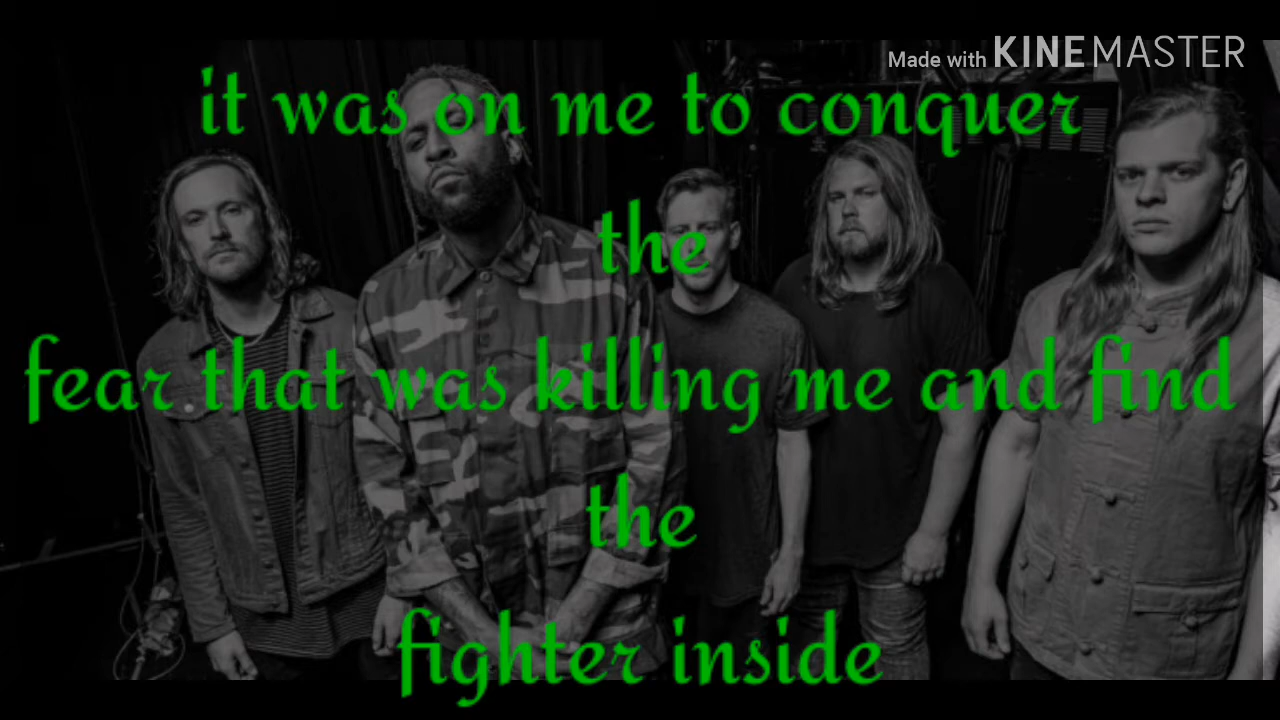 Made with KINEMASTER
it was on me to conquer
the
fear that was killing me and find
the
fighter inside